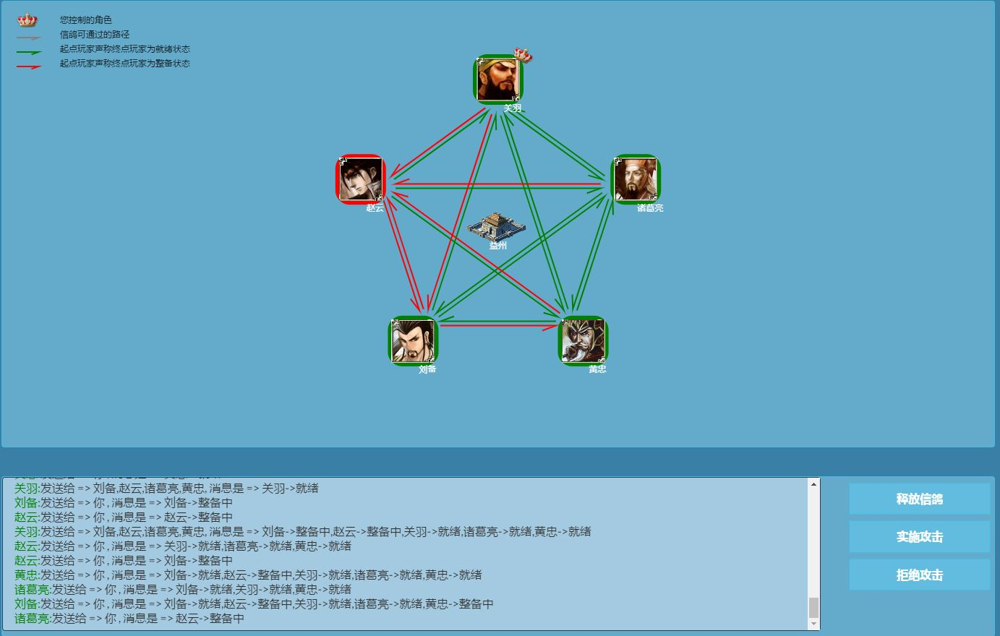 您控制的角色
信鸽可通过的路径
起点玩家声称终点玩家为就绪状态
起点玩家声称终点玩家为整备状态
关羽
赵云
诸葛亮
益州
刘备
黄忠
关羽:发送给 => 刘备,赵云,诸葛亮,黄忠, 消息是 => 关羽->就绪
刘备:发送给 => 你 , 消息是 => 刘备->整备中
赵云:发送给 => 你 , 消息是 => 赵云->整备中
关羽:发送给 => 刘备,赵云,诸葛亮,黄忠, 消息是 => 刘备->整备中,赵云->整备中,关羽->就绪,诸葛亮->就绪,黄忠->就绪
赵云:发送给 => 你 , 消息是 => 关羽->就绪,诸葛亮->就绪,黄忠->就绪
赵云:发送给 => 你 , 消息是 => 刘备->整备中
黄忠:发送给 => 你 , 消息是 => 刘备->就绪,赵云->整备中,关羽->就绪,诸葛亮->就绪,黄忠->就绪
诸葛亮:发送给 => 你 , 消息是 => 刘备->就绪,关羽->就绪,黄忠->就绪
刘备:发送给 => 你 , 消息是 => 刘备->就绪,赵云->整备中,关羽->就绪,诸葛亮->就绪,黄忠->整备中
诸葛亮:发送给 => 你 , 消息是 => 赵云->整备中
释放信鸽
实施攻击
拒绝攻击